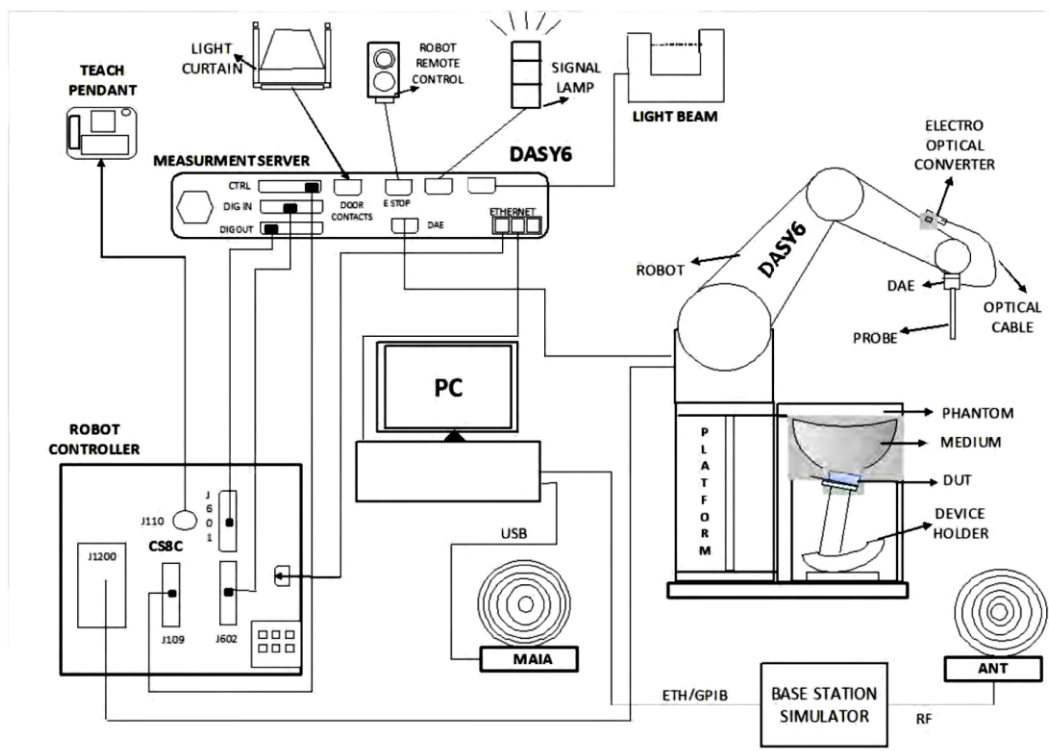 LIGHT
CURTAIN
ROBOT
REMOTE
CONTROL
SIGNAL
LAMP
LIGHT BEAM
TEACH
PENDANT
ELECTRO
OPTICAL
CONVERTER
MEASURMENT SERVER
DASY6
CTRL
DIG IN
DIG OUT
DOOR
CONTACTS
E STOP
DAE
ETHERNET
ROBOT
DASY6
DAE
OPTICAL
CABLE
PROBE
PC
PHANTOM
MEDIUM
DUT
DEVICE
HOLDER
PLATFORM
ROBOT
CONTROLLER
J110
J601
CS8C
J1200
J109
J602
USB
MAIA
ETH/GPIB
BASE STATION
SIMULATOR
RF
ANT